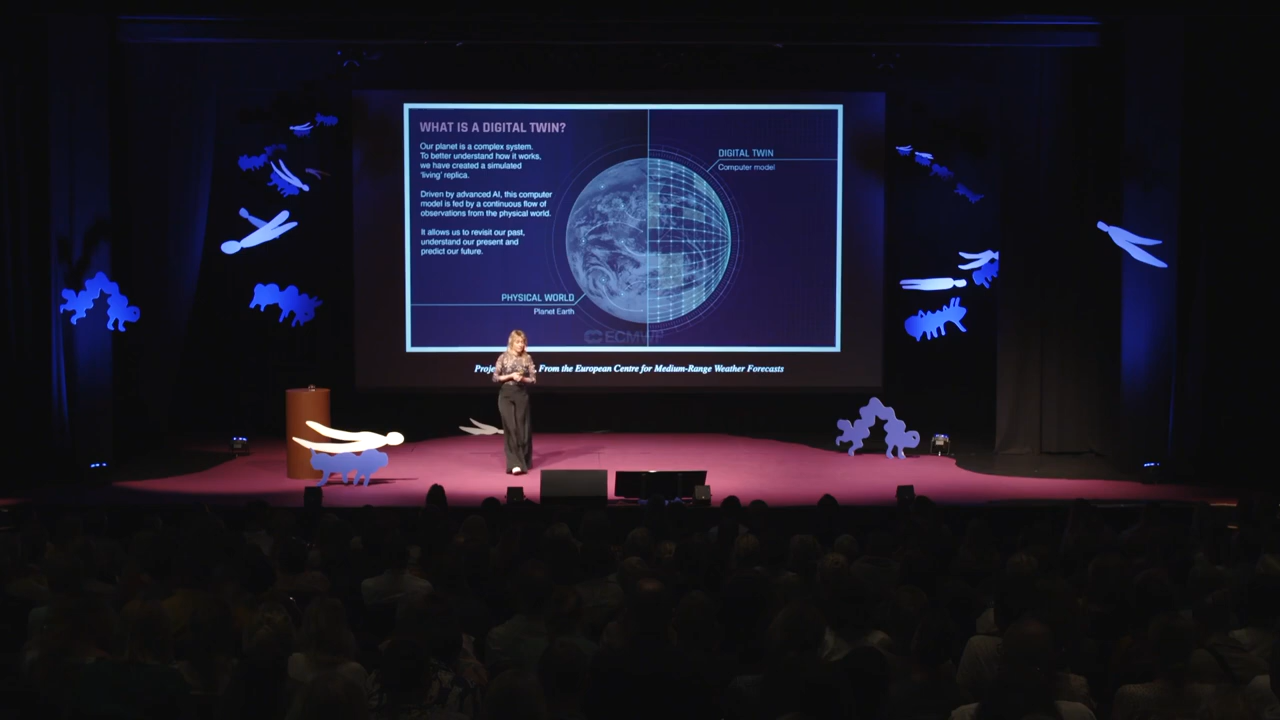 WHAT IS A DIGITAL TWIN?
Our planet is a complex system.
To better understand how it works,
we have created a simulated
'living' replica.
Driven by advanced AI, this computer
model is fed by a continuous flow of
observations from the physical world.
It allows us to revisit our past,
understand our present and
predict our future.
DIGITAL TWIN
Computer model
PHYSICAL WORLD
Planet Earth
ECMWF
From the European Centre for Medium-Range Weather Forecasts